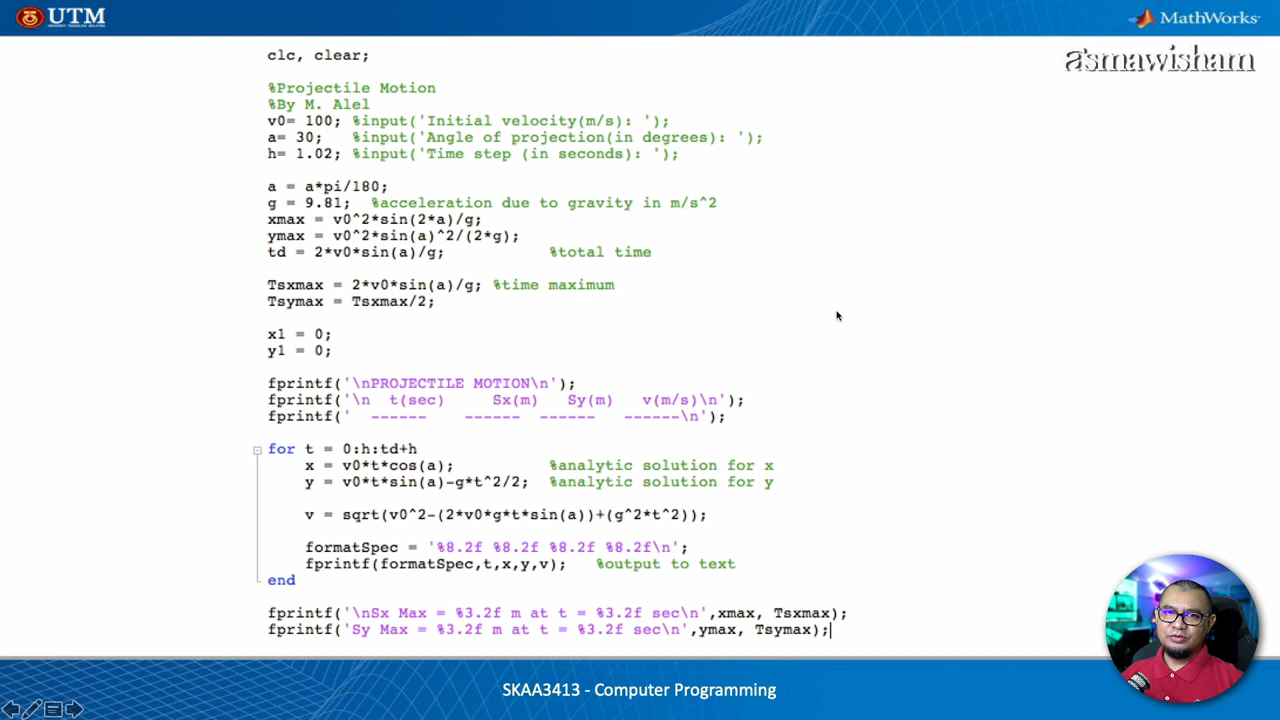 UTM
UNIVERSITI TEKNOLOGI MALAYSIA
MathWorks
asmawisham
clc, clear;
%Projectile Motion
%By M. Alel
v0= 100; %input('Initial velocity(m/s): ');
a= 30;   %input('Angle of projection(in degrees): ');
h= 1.02; %input('Time step (in seconds): ');
a = a*pi/180;
g = 9.81;  %acceleration due to gravity in m/s^2
xmax = v0^2*sin(2*a)/g;
ymax = v0^2*sin(a)^2/(2*g);
td = 2*v0*sin(a)/g;           %total time
Tsxmax = 2*v0*sin(a)/g; %time maximum
Tsymax = Tsxmax/2;
x1 = 0;
y1 = 0;
fprintf('\nPROJECTILE MOTION\n');
fprintf('\n  t(sec)     Sx(m)   Sy(m)   v(m/s)\n');
fprintf('  ------    ------  ------   ------\n');
for t = 0:h:td+h
    x = v0*t*cos(a);          %analytic solution for x
    y = v0*t*sin(a)-g*t^2/2;  %analytic solution for y
    v = sqrt(v0^2-(2*v0*g*t*sin(a))+(g^2*t^2));
    formatSpec = '%8.2f %8.2f %8.2f %8.2f\n';
    fprintf(formatSpec,t,x,y,v);   %output to text
end
fprintf('\nSx Max = %3.2f m at t = %3.2f sec\n',xmax, Tsxmax);
fprintf('Sy Max = %3.2f m at t = %3.2f sec\n',ymax, Tsymax);
SKAA3413 - Computer Programming